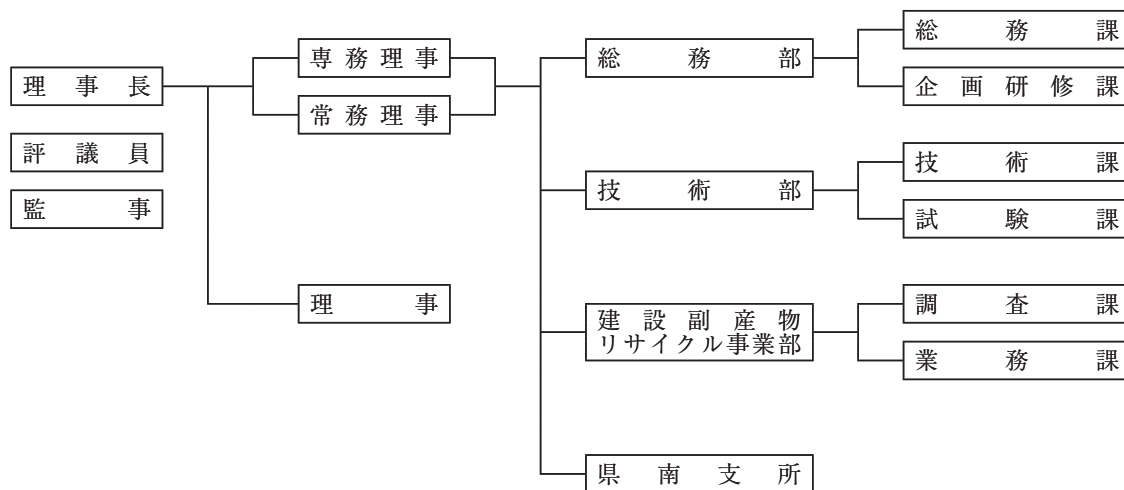 理事長
評議員
監事
専務理事
常務理事
理事
総務部
技術部
建設副産物
リサイクル事業部
県南支所
総務課
企画研修課
技術課
試験課
調査課
業務課